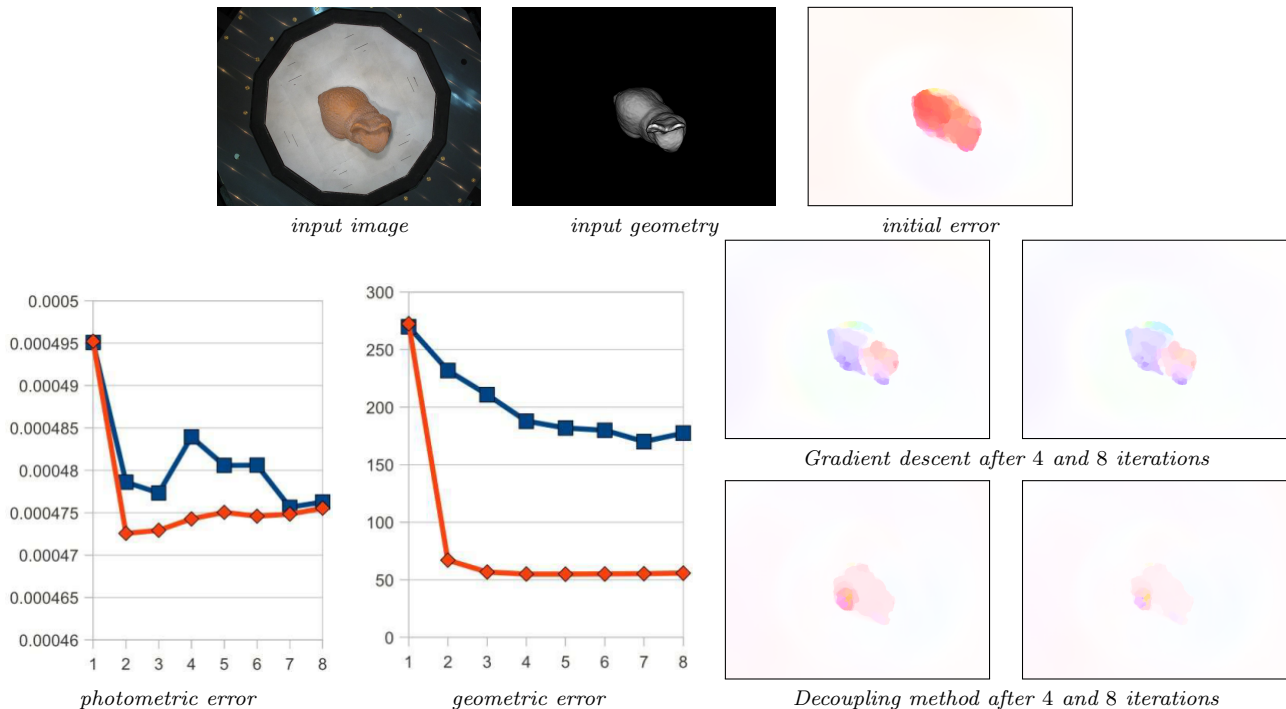 input image
input geometry
initial error
0.0005
0.000495
0.00049
0.000485
0.00048
0.000475
0.00047
0.000465
0.00046
1 2 3 4 5 6 7 8
photometric error
300
250
200
150
100
50
0
1 2 3 4 5 6 7 8
geometric error
Gradient descent after 4 and 8 iterations
Decoupling method after 4 and 8 iterations